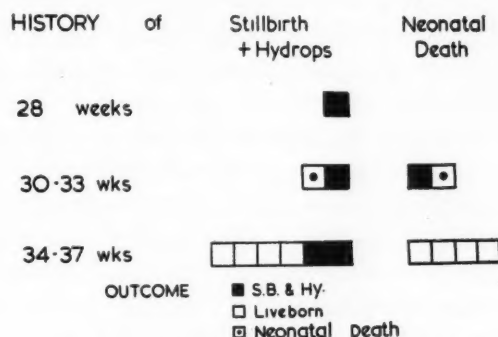 HISTORY of Stillbirth Neonatal
+ Hydrops Death
28 weeks
30-33 wks
34-37 wks
OUTCOME S.B. & Hy.
Liveborn
Neonatal Death